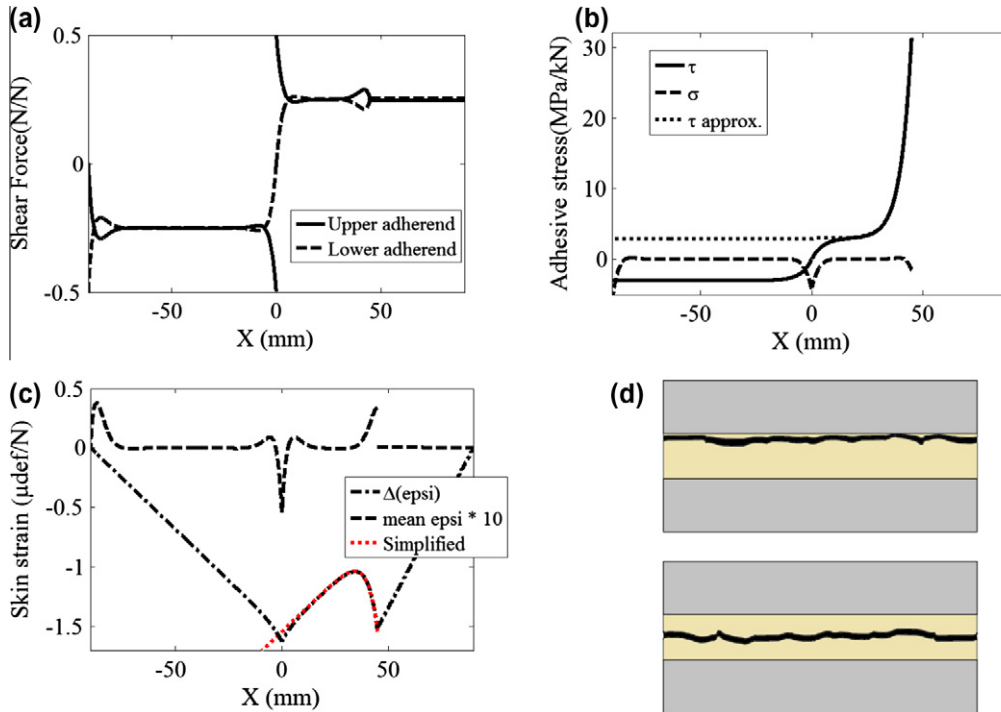 (a)
Shear Force(N/N)
0.5
0
-0.5
-50
0
50
X (mm)
Upper adherend
Lower adherend
(b)
Adhesive stress(MPa/kN)
30
20
10
0
-50
0
50
X (mm)
τ
σ
τ approx.
(c)
Skin strain (μdef/N)
0.5
0
-0.5
-1
-1.5
-50
0
50
X (mm)
Δ(epsi)
mean epsi * 10
Simplified
(d)